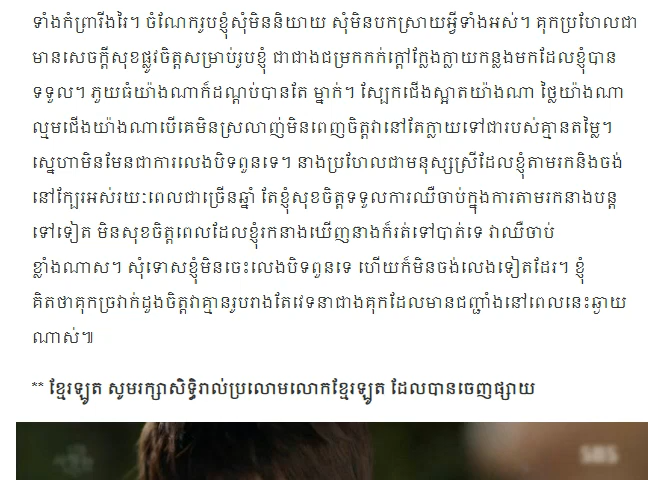 ទាំងកំព្រារីងរៃ។ ចំណែករូបខ្ញុំសុំមិននិយាយ សុំមិនបកស្រាយអ្វីទាំងអស់។ គុកប្រហែលជា
មានសេចក្តីសុខផ្លូវចិត្តសម្រាប់រូបខ្ញុំ ជាជាងជម្រកកក់ក្តៅក្លែងក្លាយកន្លងមកដែលខ្ញុំបាន
ទទួល។ ភួយធំយ៉ាងណាក៏ដណ្តប់បានតែ ម្នាក់។ ស្បែកជើងស្អាតយ៉ាងណា ថ្លៃយ៉ាងណា
ល្មមជើងយ៉ាងណាបើគេមិនស្រលាញ់មិនពេញចិត្តវានៅតែក្លាយទៅជារបស់គ្មានតម្លៃ។
ស្នេហាមិនមែនជាការលេងបិទពួនទេ។ នាងប្រហែលជាមនុស្សស្រីដែលខ្ញុំតាមរកនិងចង់
នៅក្បែរអស់រយៈពេលជាច្រើនឆ្នាំ តែខ្ញុំសុខចិត្តទទួលការឈឺចាប់ក្នុងការតាមរកនាងបន្ត
ទៅទៀត មិនសុខចិត្តពេលដែលខ្ញុំរកនាងឃើញនាងក៏រត់ទៅបាត់ទេ វាឈឺចាប់
ខ្លាំងណាស។ សុំទោសខ្ញុំមិនចេះលេងបិទពួនទេ ហើយក៏មិនចង់លេងទៀតដែរ។ ខ្ញុំ
គិតថាគុកច្រវាក់ដួងចិត្តវាគ្មានរូបរាងតែវេទនាជាងគុកដែលមានជញ្ជាំងនៅពេលនេះឆ្ងាយ
ណាស់៕
** ខ្មែរឡូត សូមរក្សាសិទ្ធិរាល់ប្រលោមលោកខ្មែរឡូត ដែលបានចេញផ្សាយ
SBS